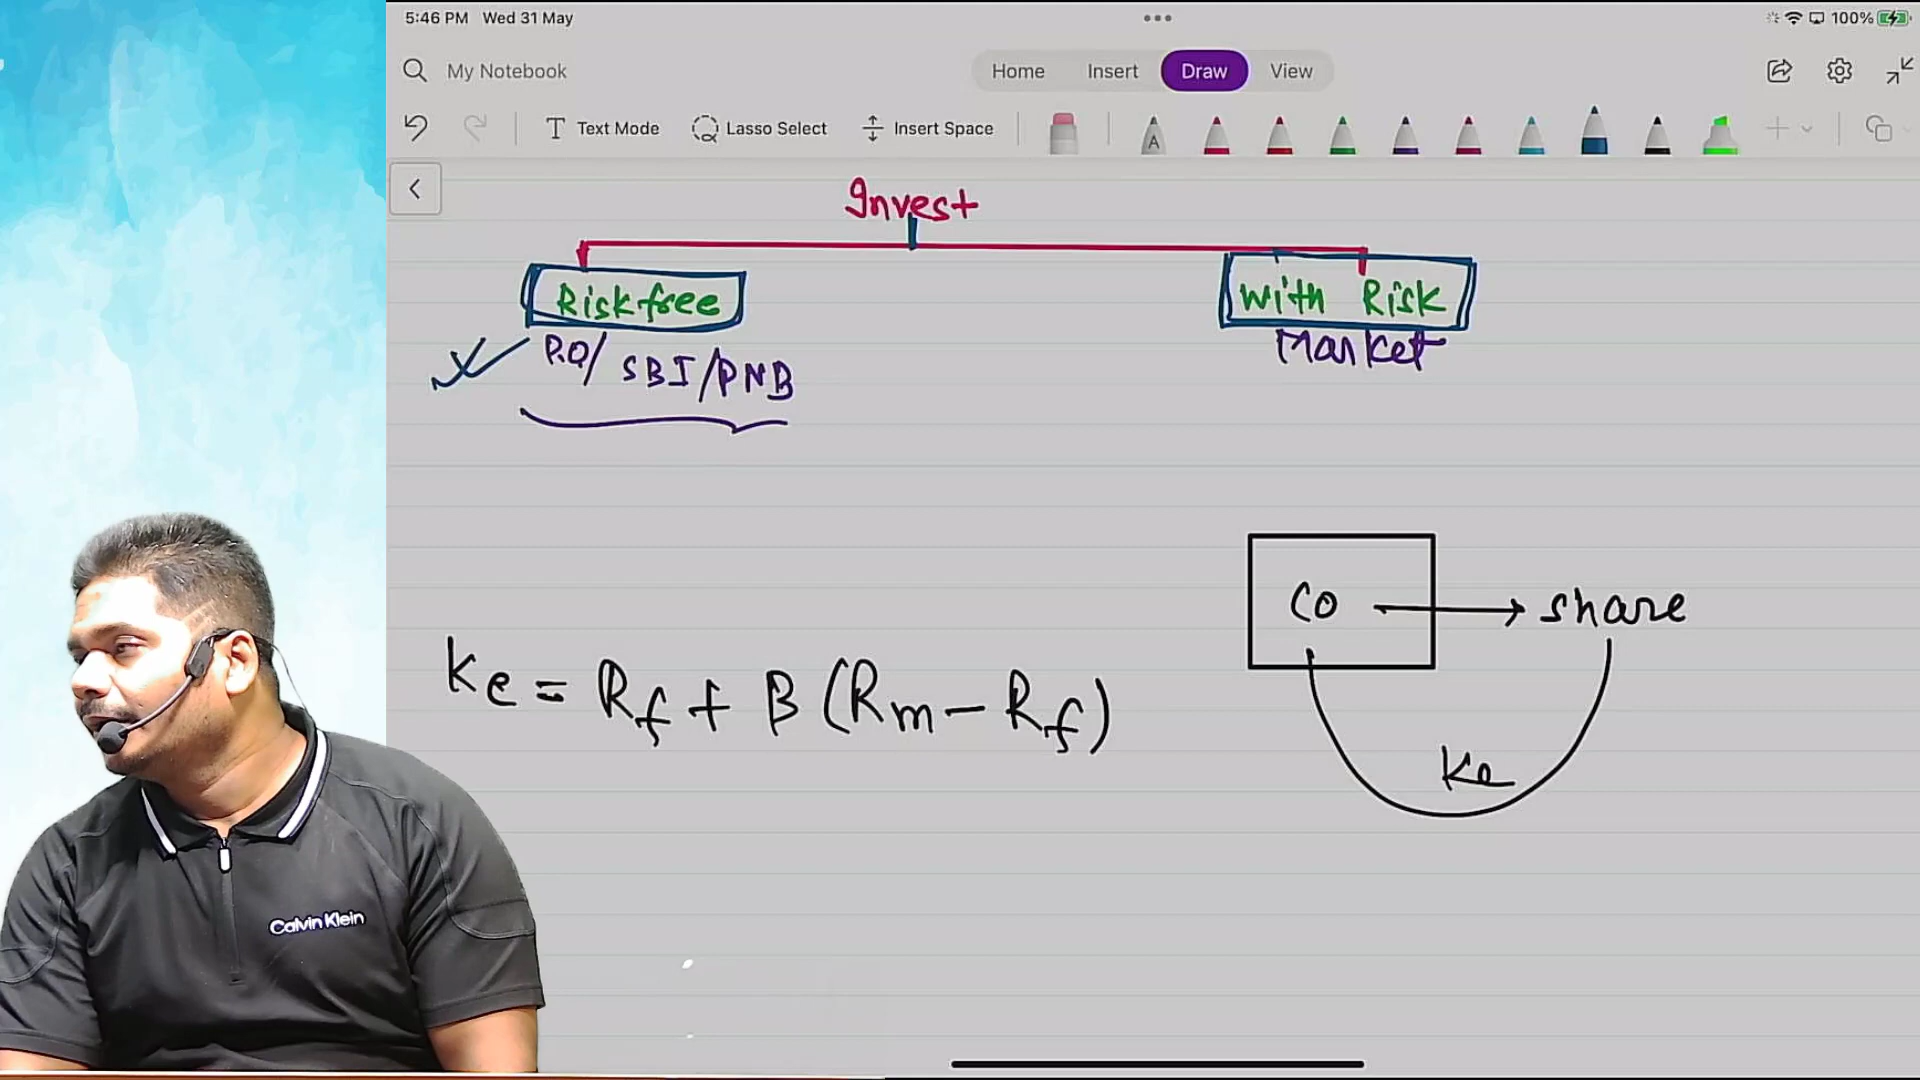 5:46 PM Wed 31 May
100%
My Notebook
Home Insert Draw View
Text Mode Lasso Select Insert Space
A
Invest
Risk free
with Risk
P.O/ SBI/PNB
Market
Co → share
Ke = Rf + B (Rm - Rf)
Ke
Calvin Klein